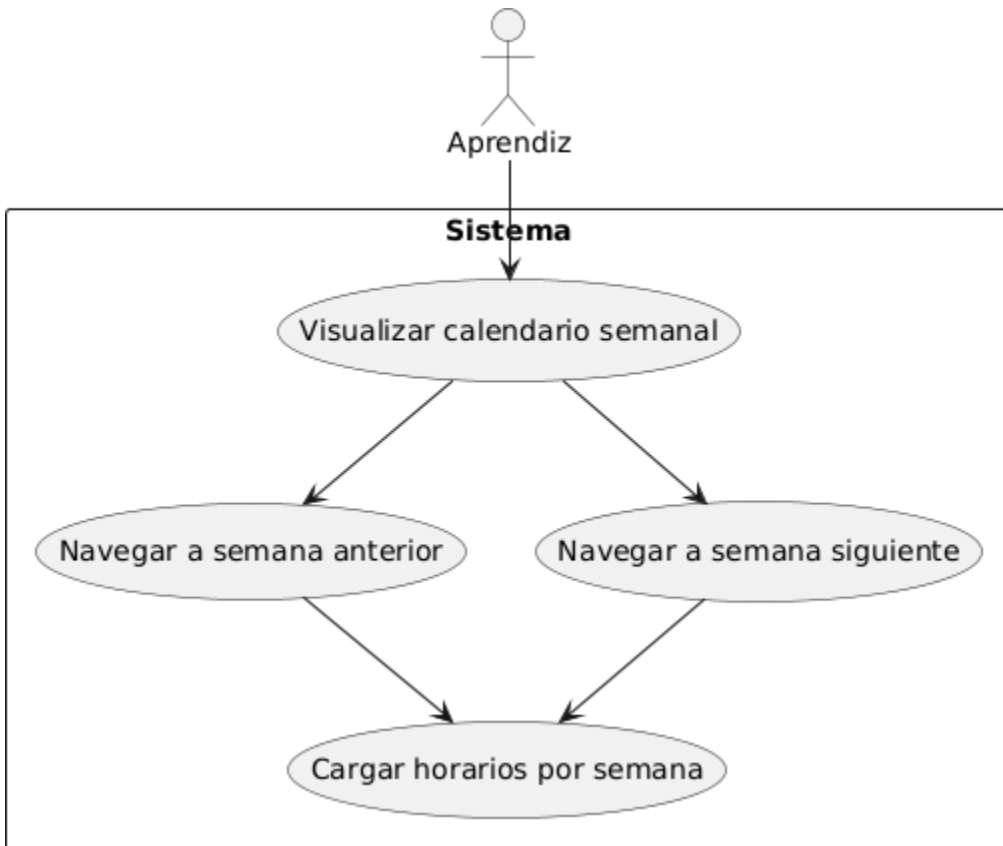 Aprendiz
Sistema
Visualizar calendario semanal
Navegar a semana anterior
Navegar a semana siguiente
Cargar horarios por semana